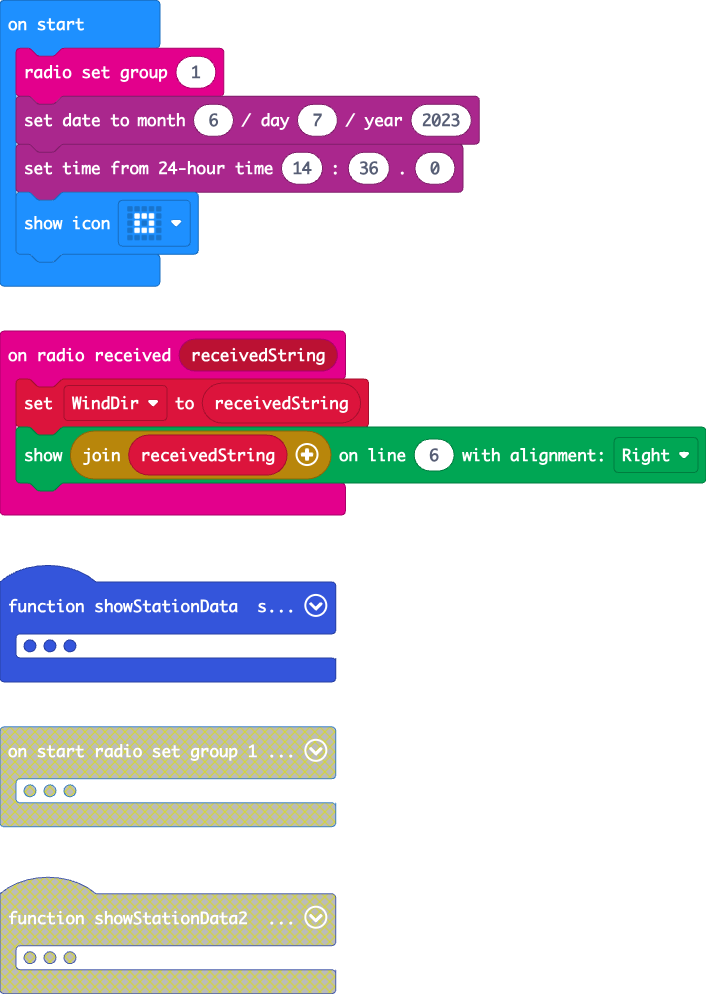 on start
radio set group 1
set date to month 6 / day 7 / year 2023
set time from 24-hour time 14 : 36 . 0
show icon
on radio received receivedString
set WindDir to receivedString
show join receivedString on line 6 with alignment: Right
function showStationData s...
on start radio set group 1 ...
function showStationData2 ...